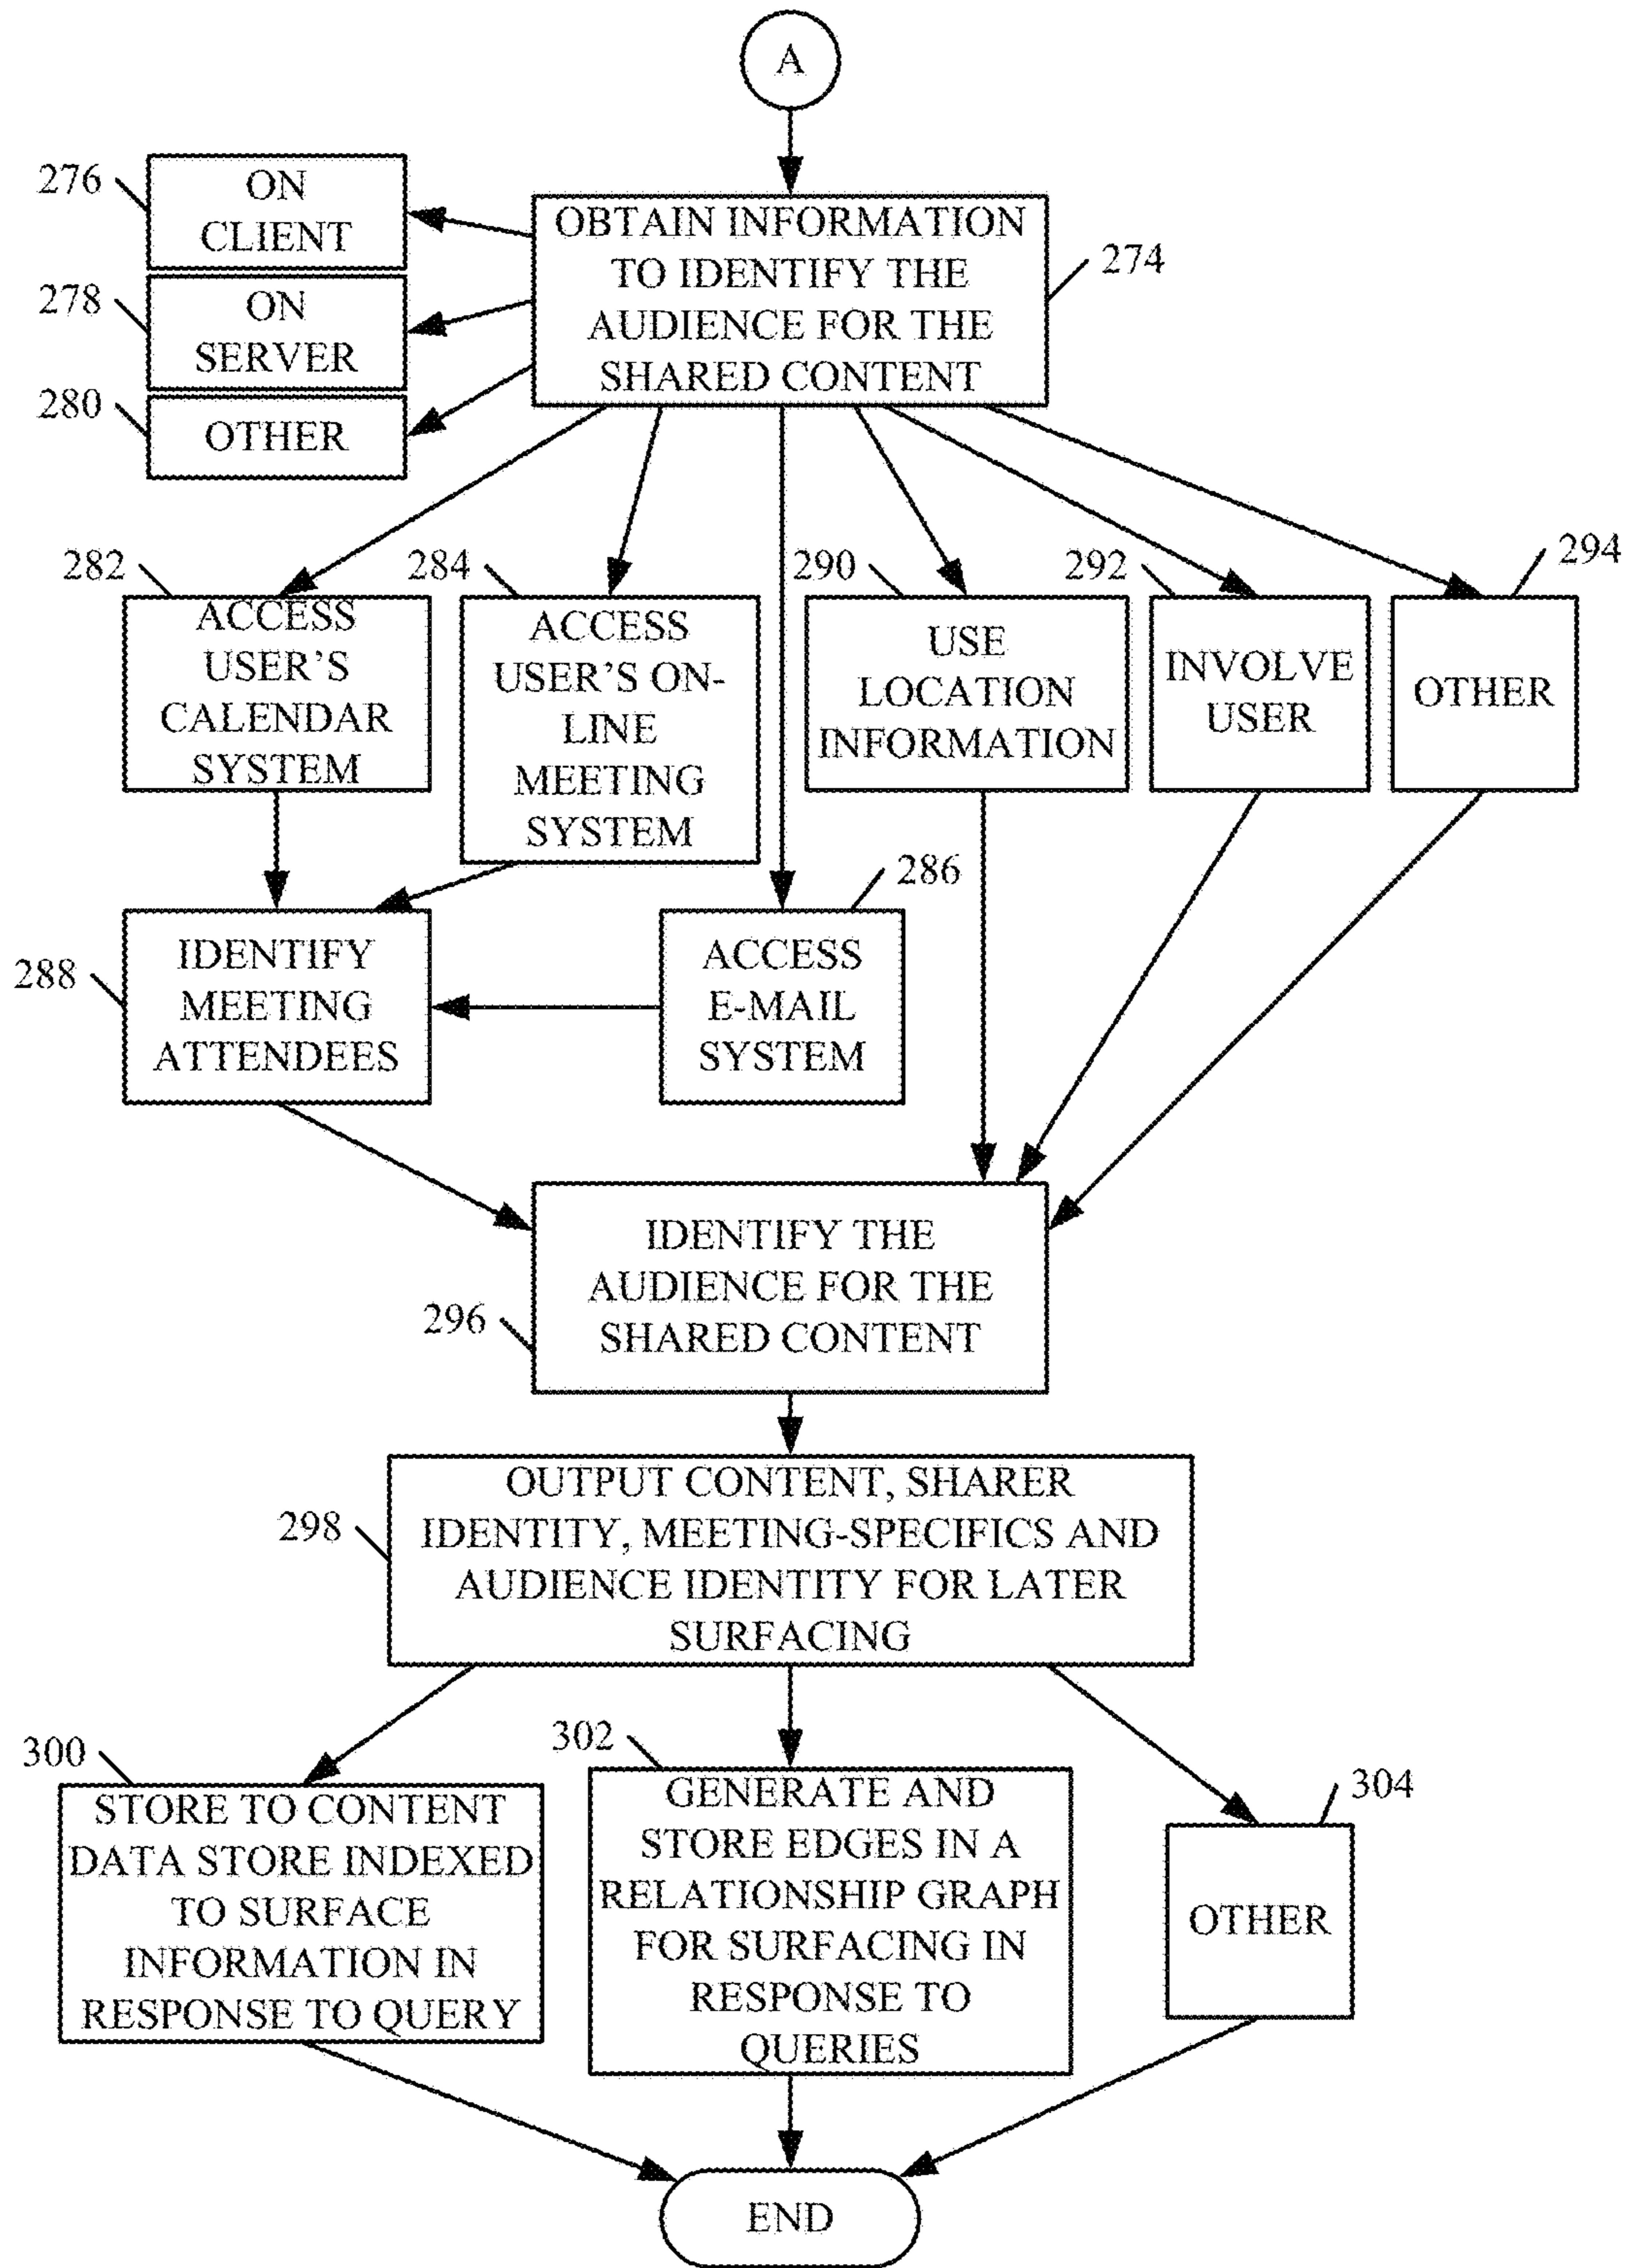 A
276
ON
CLIENT
OBTAIN INFORMATION
TO IDENTIFY THE
AUDIENCE FOR THE
SHARED CONTENT
274
278
ON
SERVER
280
OTHER
282
ACCESS
USER'S
CALENDAR
SYSTEM
284
ACCESS
USER'S ON-
LINE
MEETING
SYSTEM
290
USE
LOCATION
INFORMATION
292
INVOLVE
USER
294
OTHER
288
IDENTIFY
MEETING
ATTENDEES
286
ACCESS
E-MAIL
SYSTEM
296
IDENTIFY THE
AUDIENCE FOR THE
SHARED CONTENT
298
OUTPUT CONTENT, SHARER
IDENTITY, MEETING-SPECIFICS AND
AUDIENCE IDENTITY FOR LATER
SURFACING
300
STORE TO CONTENT
DATA STORE INDEXED
TO SURFACE
INFORMATION IN
RESPONSE TO QUERY
302
GENERATE AND
STORE EDGES IN A
RELATIONSHIP GRAPH
FOR SURFACING IN
RESPONSE TO
QUERIES
304
OTHER
END